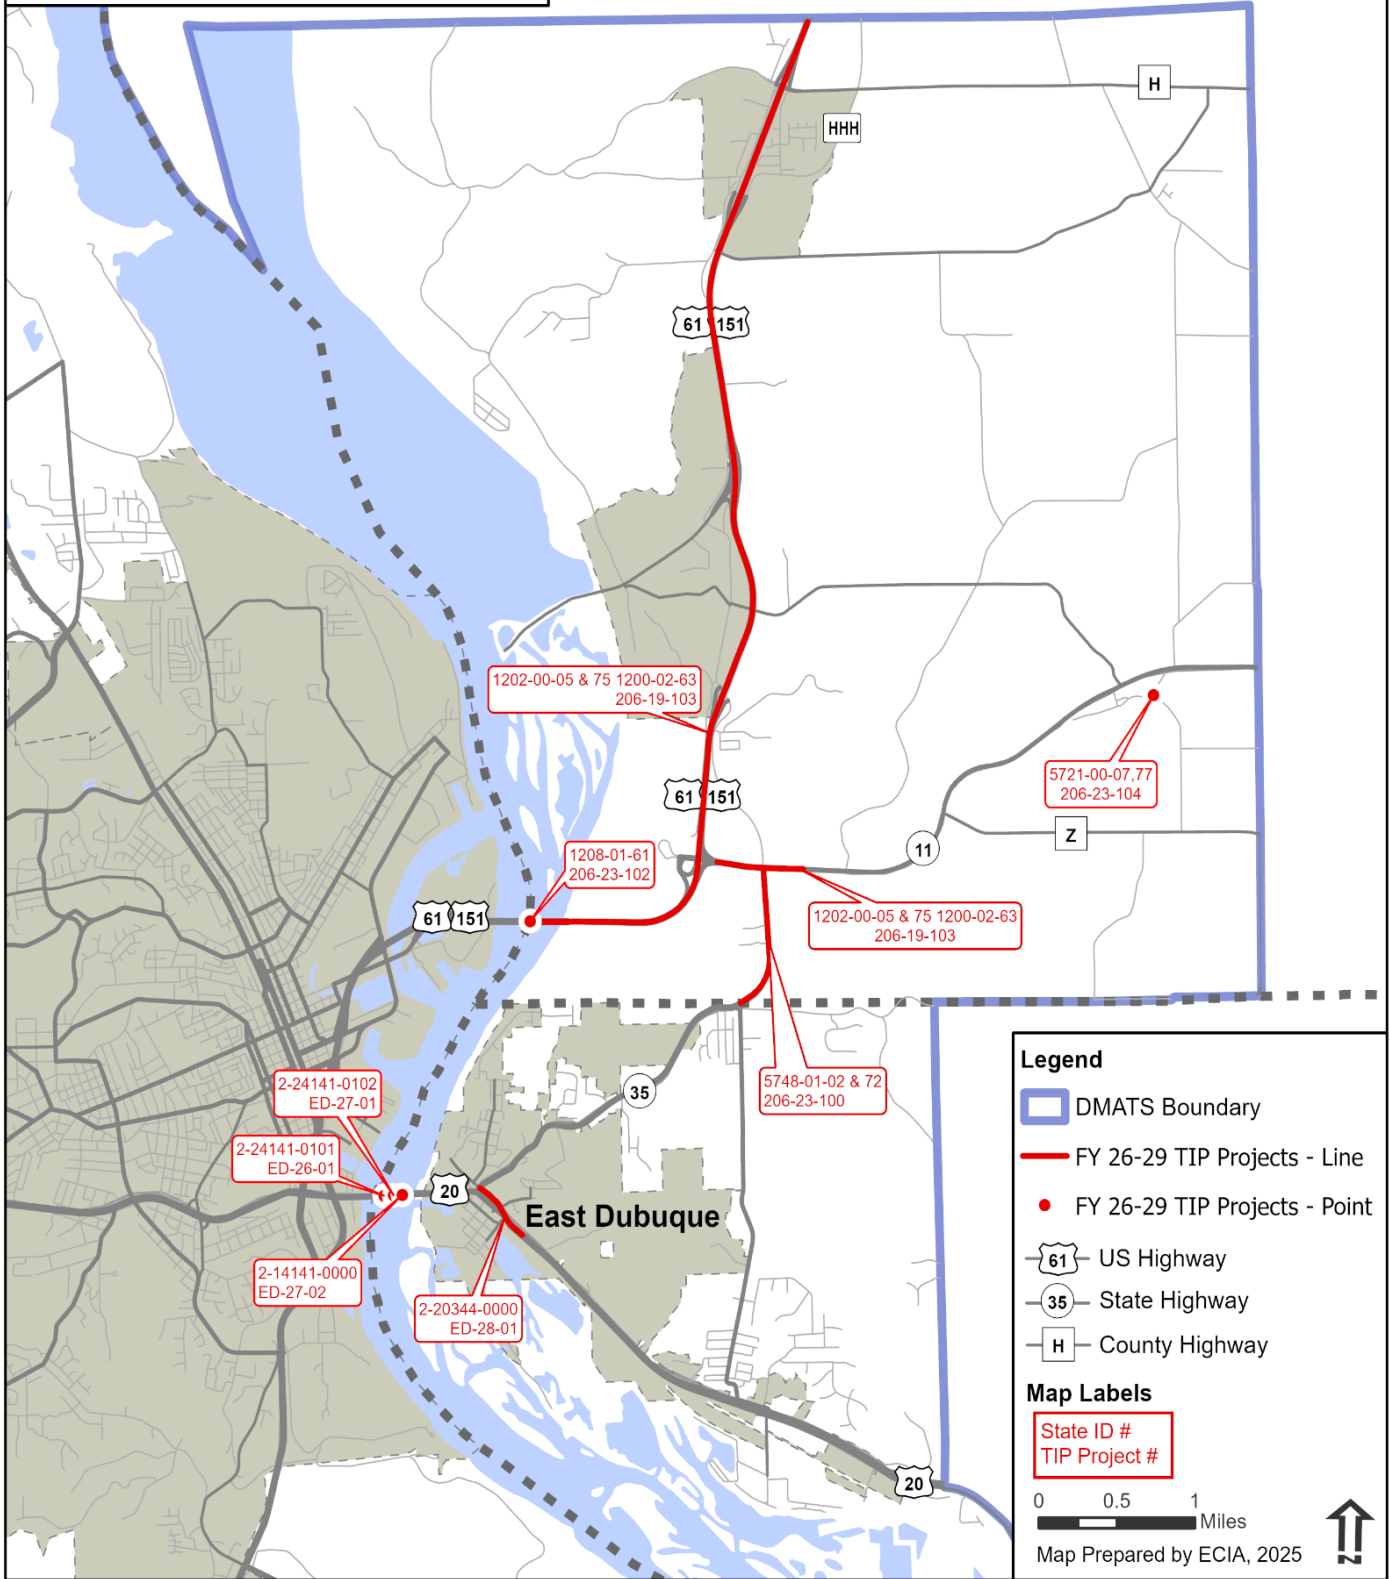 H
HHH
61 151
1202-00-05 & 75 1200-02-63
206-19-103
5721-00-07,77
206-23-104
61 151
Z
11
1208-01-61
206-23-102
61 151
1202-00-05 & 75 1200-02-63
206-19-103
5748-01-02 & 72
206-23-100
35
2-24141-0102
ED-27-01
2-24141-0101
ED-26-01
20
East Dubuque
2-14141-0000
ED-27-02
2-20344-0000
ED-28-01
20
Legend
DMATS Boundary
FY 26-29 TIP Projects - Line
FY 26-29 TIP Projects - Point
61 US Highway
35 State Highway
H County Highway
Map Labels
State ID #
TIP Project #
0 0.5 1
Miles
Map Prepared by ECIA, 2025
N